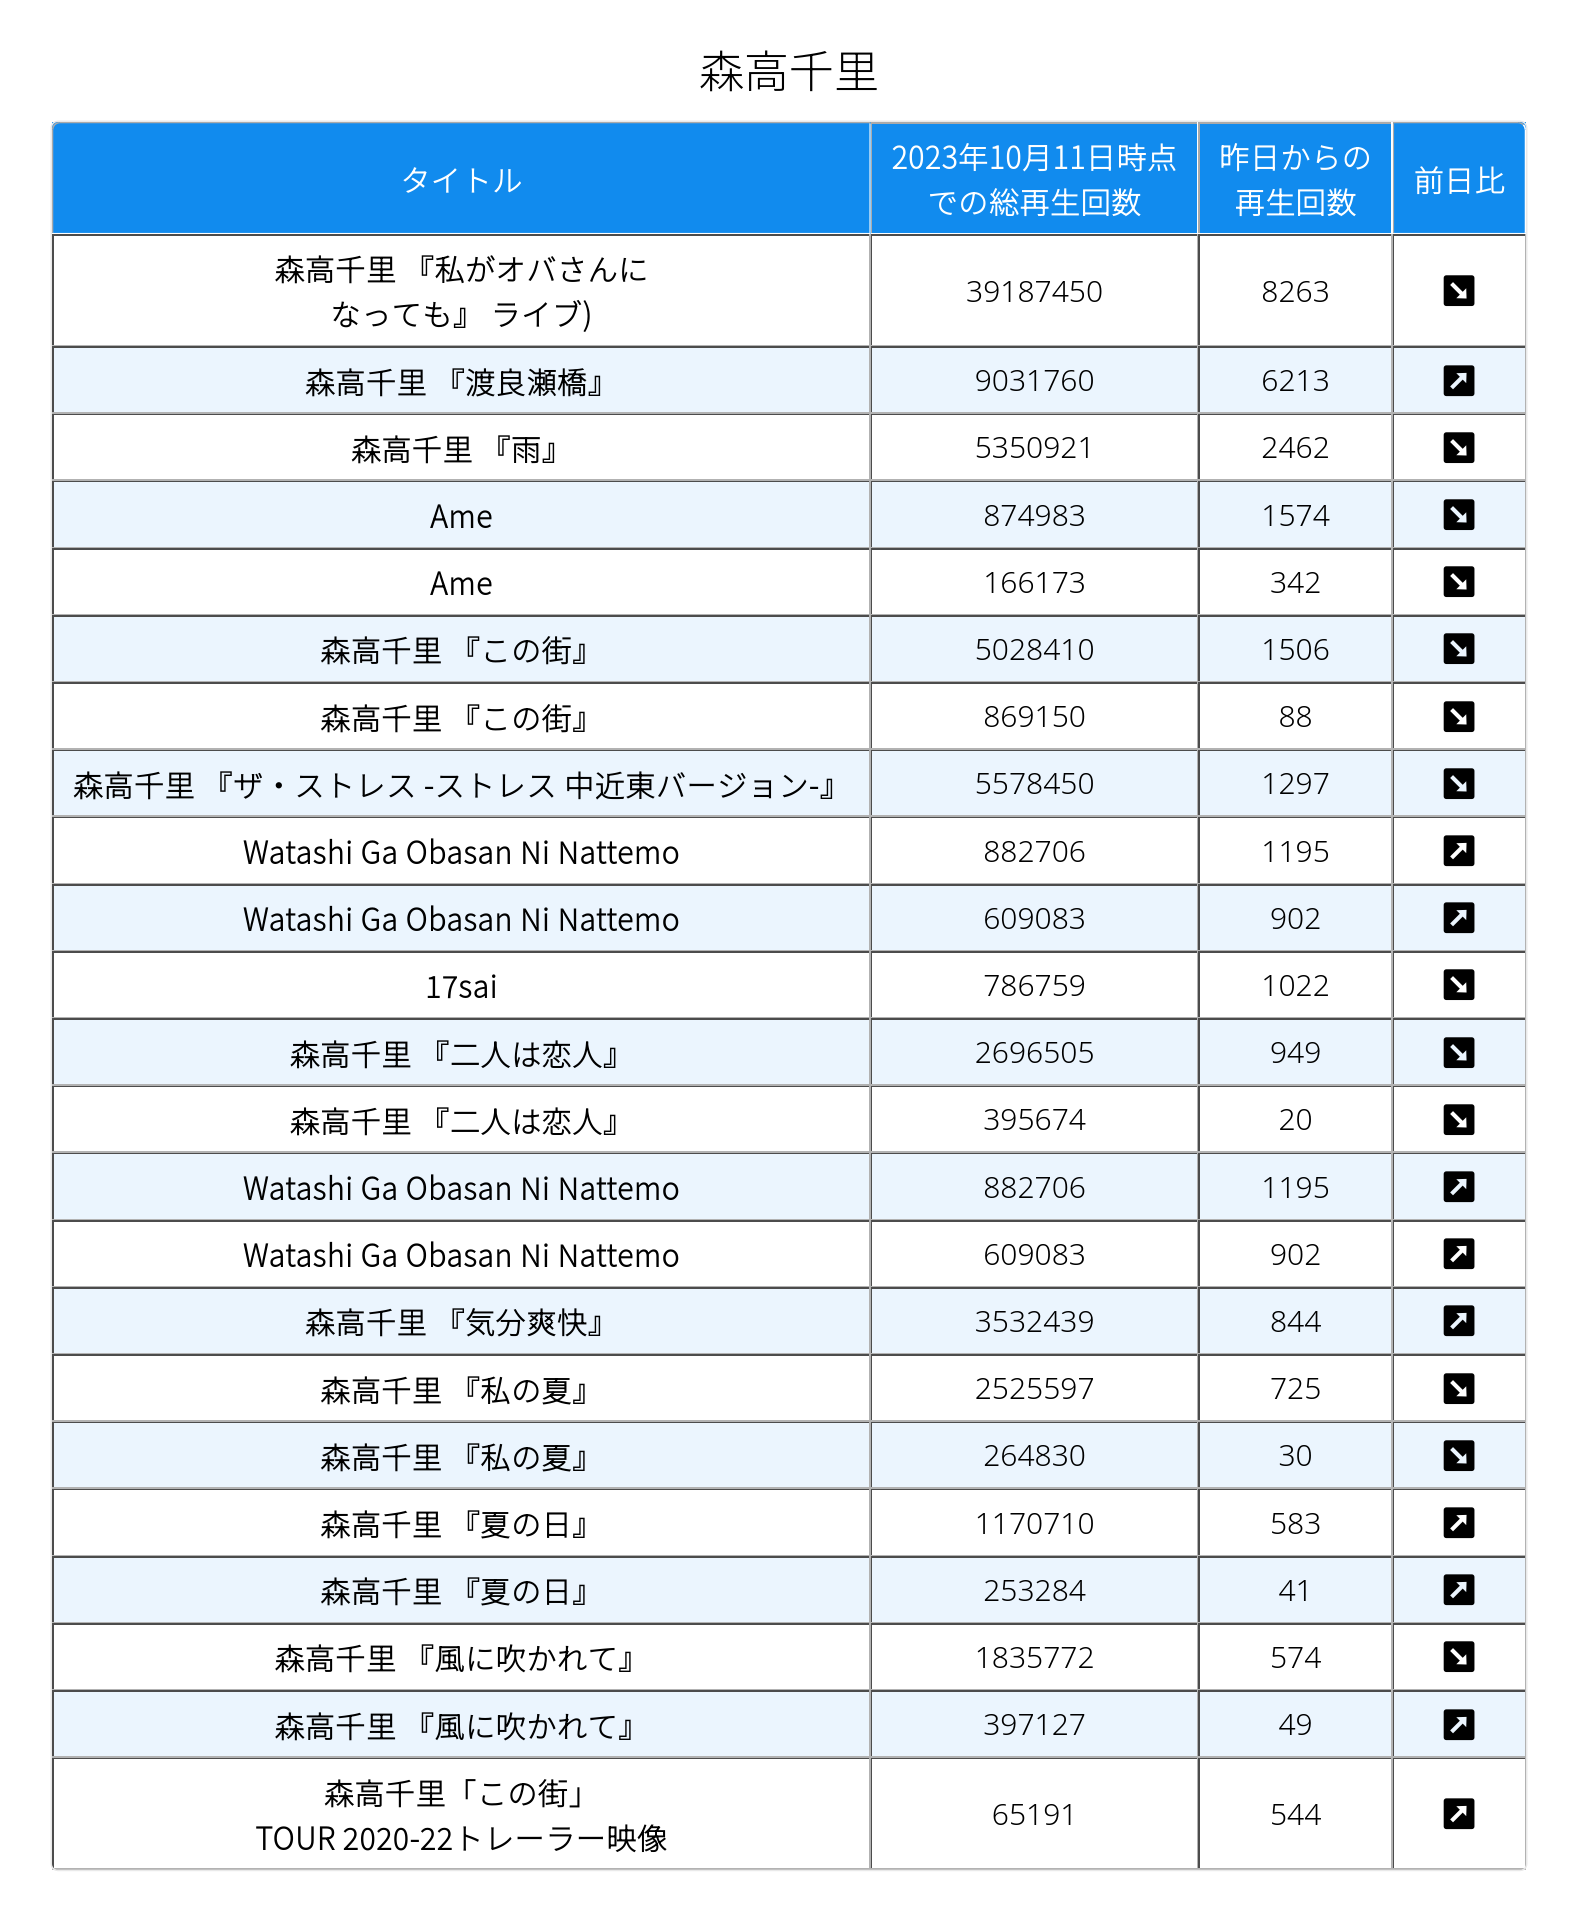 森高千里
タイトル
2023年10月11日時点
での総再生回数
昨日からの
再生回数
前日比
森高千里 『私がオバさんに
なっても』 ライブ)
39187450
8263
森高千里 『渡良瀬橋』
9031760
6213
森高千里 『雨』
5350921
2462
Ame
874983
1574
Ame
166173
342
森高千里 『この街』
5028410
1506
森高千里 『この街』
869150
88
森高千里 『ザ・ストレス -ストレス 中近東バージョン-』
5578450
1297
Watashi Ga Obasan Ni Nattemo
882706
1195
Watashi Ga Obasan Ni Nattemo
609083
902
17sai
786759
1022
森高千里 『二人は恋人』
2696505
949
森高千里 『二人は恋人』
395674
20
Watashi Ga Obasan Ni Nattemo
882706
1195
Watashi Ga Obasan Ni Nattemo
609083
902
森高千里 『気分爽快』
3532439
844
森高千里 『私の夏』
2525597
725
森高千里 『私の夏』
264830
30
森高千里 『夏の日』
1170710
583
森高千里 『夏の日』
253284
41
森高千里 『風に吹かれて』
1835772
574
森高千里 『風に吹かれて』
397127
49
森高千里「この街」
TOUR 2020-22トレーラー映像
65191
544